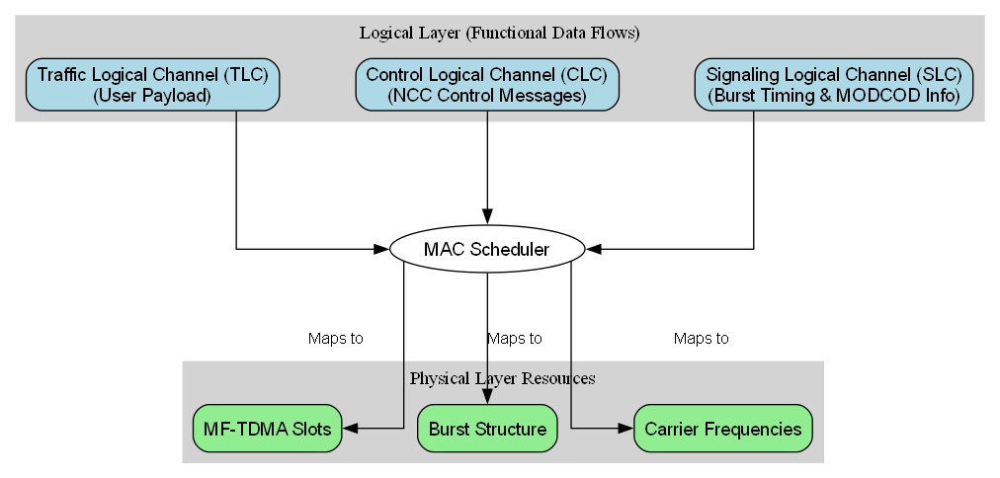 Logical Layer (Functional Data Flows)
Traffic Logical Channel (TLC)
(User Payload)
Control Logical Channel (CLC)
(NCC Control Messages)
Signaling Logical Channel (SLC)
(Burst Timing & MODCOD Info)
MAC Scheduler
Maps to
Maps to
Maps to
Physical Layer Resources
MF-TDMA Slots
Burst Structure
Carrier Frequencies